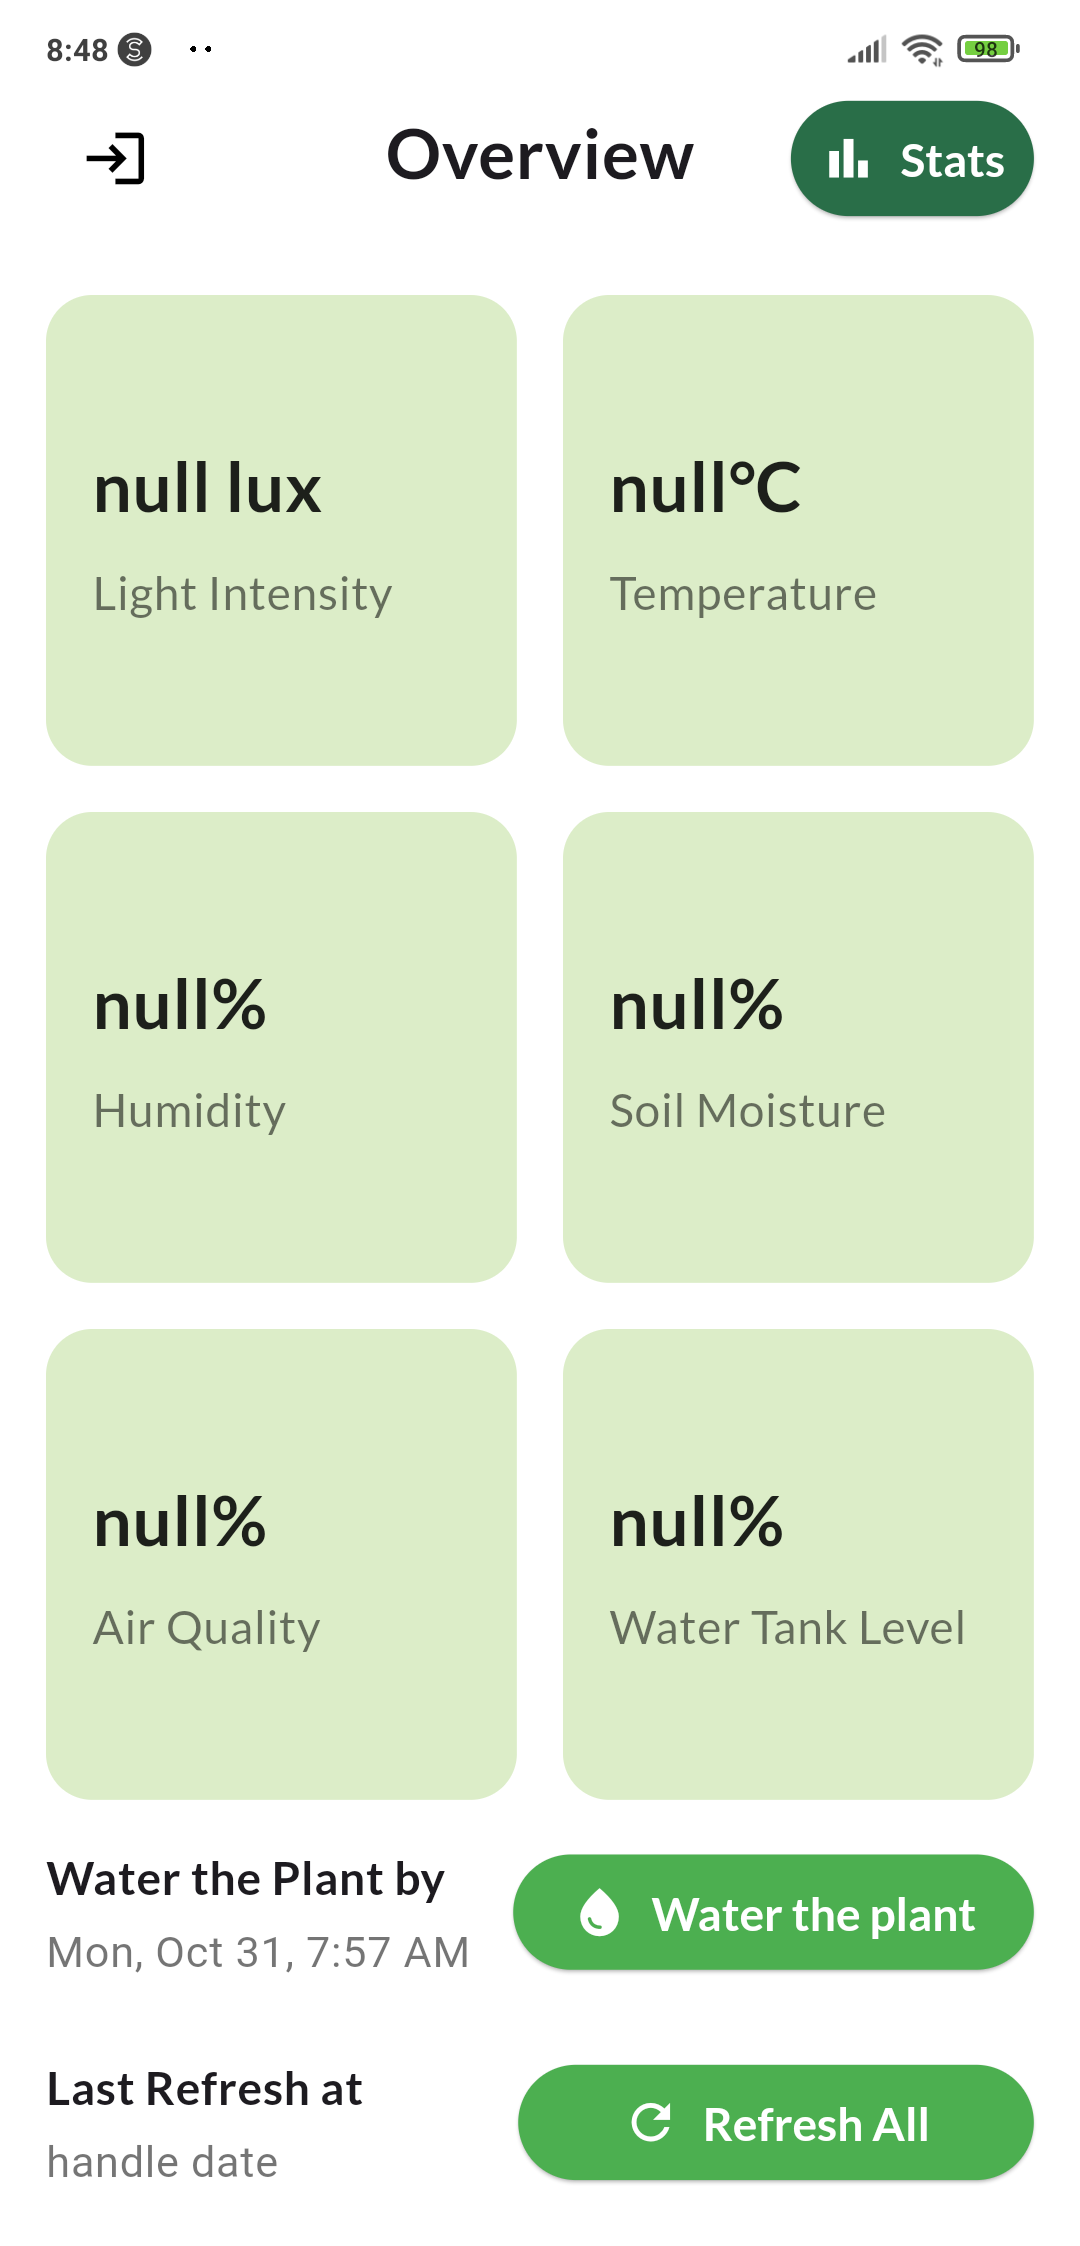 8:48
98
Overview
Stats
null lux
Light Intensity
null°C
Temperature
null%
Humidity
null%
Soil Moisture
null%
Air Quality
null%
Water Tank Level
Water the Plant by
Mon, Oct 31, 7:57 AM
Water the plant
Last Refresh at
handle date
Refresh All